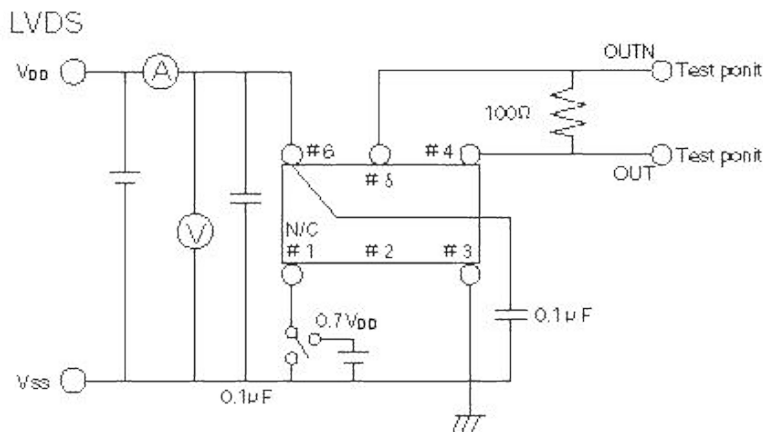 LVDS
OUTN
VDD
A
Test ponit
100Ω
#6
#5
#4
Test ponit
OUT
V
N/C
#1
#2
#3
0.7VDD
0.1μF
VSS
0.1μF